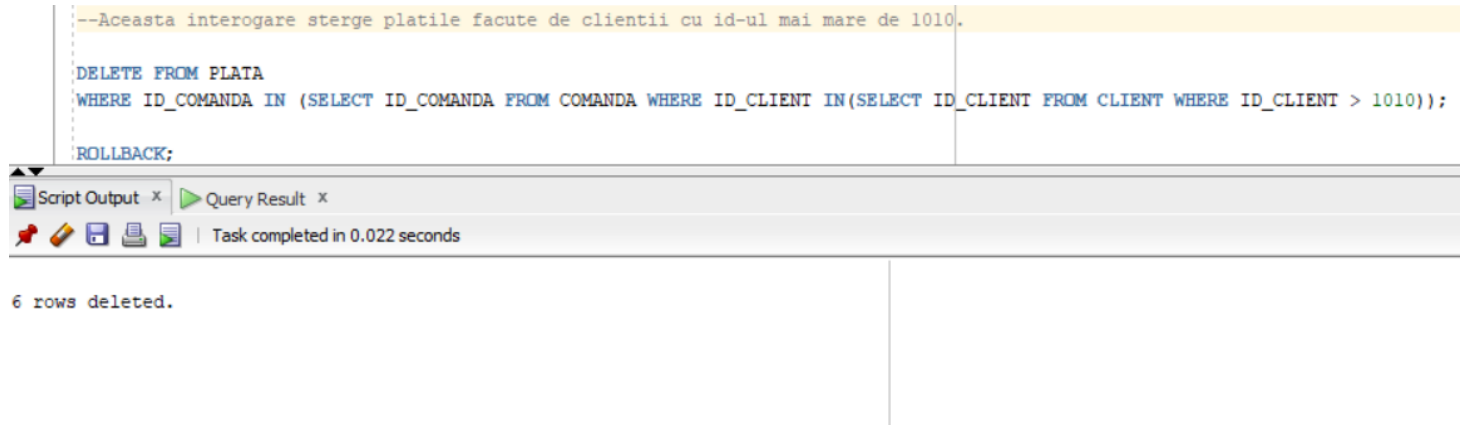 --Aceasta interogare sterge platile facute de clientii cu id-ul mai mare de 1010.
DELETE FROM PLATA
WHERE ID_COMANDA IN (SELECT ID_COMANDA FROM COMANDA WHERE ID_CLIENT IN(SELECT ID_CLIENT FROM CLIENT WHERE ID_CLIENT > 1010));
ROLLBACK;
Script Output x Query Result x
Task completed in 0.022 seconds
6 rows deleted.